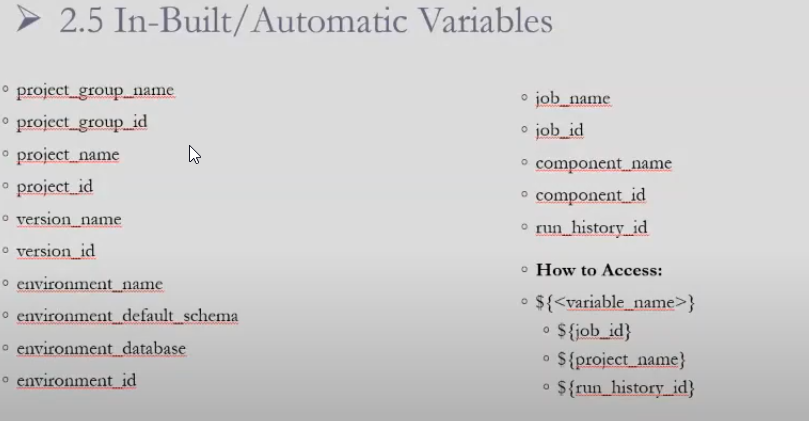 2.5 In-Built/Automatic Variables
project_group_name
project_group_id
project_name
project_id
version_name
version_id
environment_name
environment_default_schema
environment_database
environment_id
job_name
job_id
component_name
component_id
run_history_id
How to Access:
${<variable_name>}
${job_id}
${project_name}
${run_history_id}